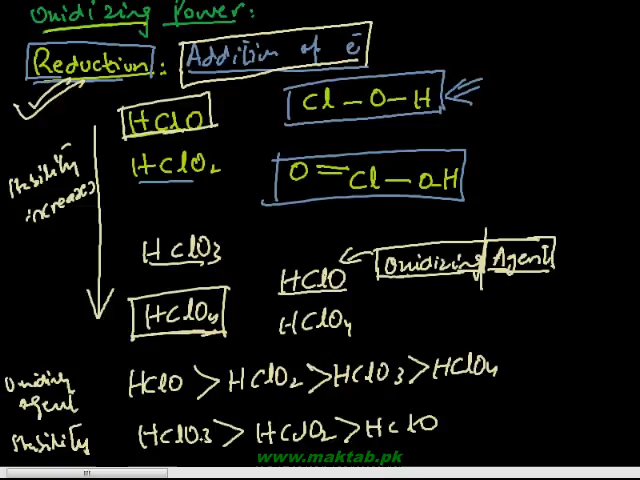 Oxidizing Power:
Reduction: Addition of e⁻
HClO
Cl — O — H
HClO₂
O = Cl — OH
Stability increases
HClO₃
Oxidizing Agent
HClO
HClO₄
HClO₄
Oxidizing Agent
HClO > HClO₂ > HClO₃ > HClO₄
Stability
HClO₃ > HClO₂ > HClO
www.maktab.pk